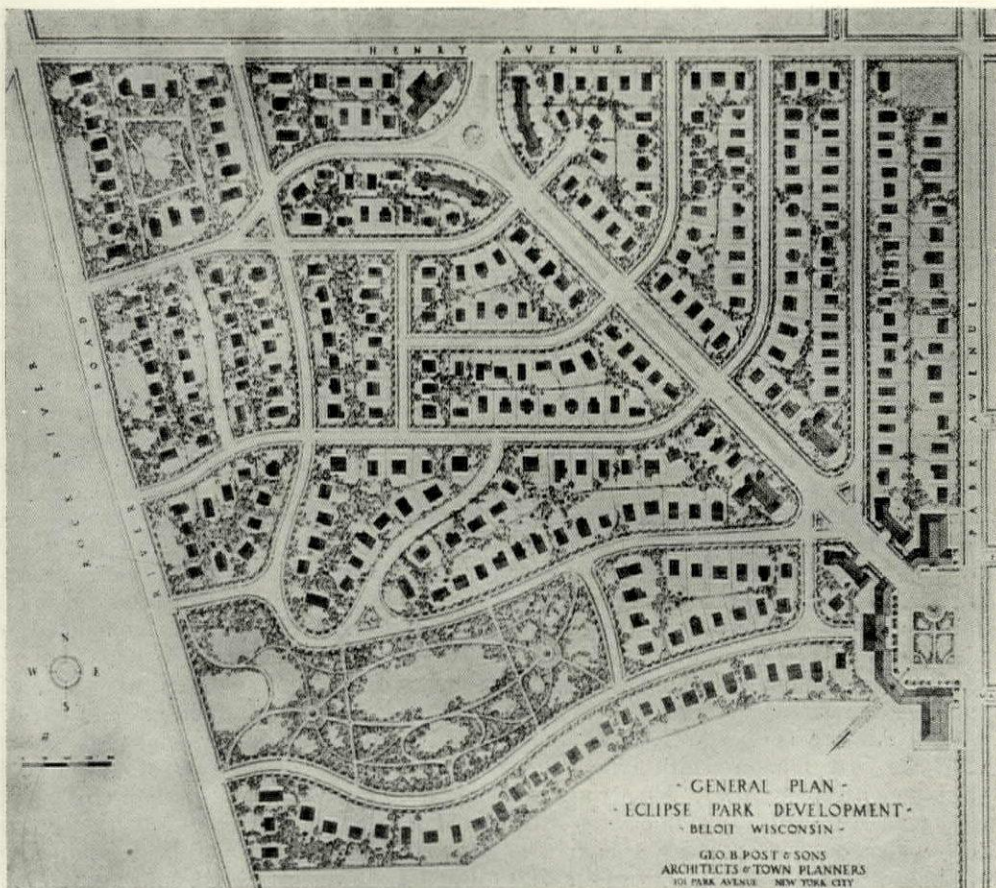 HENRY AVENUE
ROCK RIVER
RIVER ROAD
PARK AVENUE
N
W E
S
- GENERAL PLAN -
- ECLIPSE PARK DEVELOPMENT -
- BELOIT WISCONSIN -
GEO. B. POST & SONS
ARCHITECTS & TOWN PLANNERS
101 PARK AVENUE NEW YORK CITY